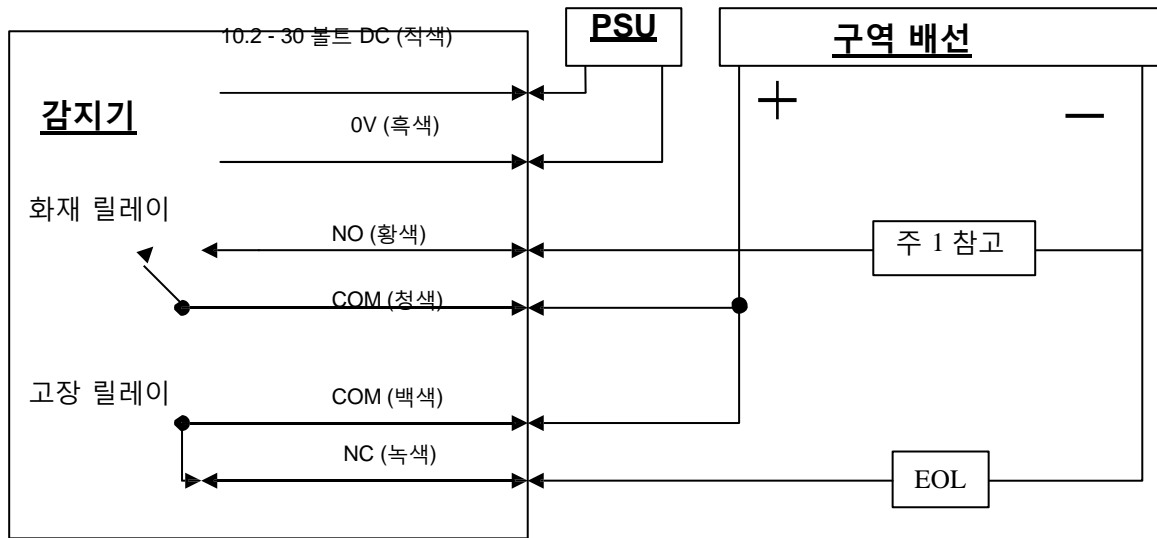 10.2 - 30 볼트 DC (적색)
PSU
구역 배선
감지기
0V (흑색)
화재 릴레이
NO (황색)
주 1 참고
COM (청색)
고장 릴레이
COM (백색)
NC (녹색)
EOL